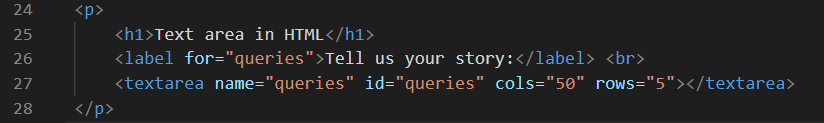 24 <p>
25 <h1>Text area in HTML</h1>
26 <label for="queries">Tell us your story:</label> <br>
27 <textarea name="queries" id="queries" cols="50" rows="5"></textarea>
28 </p>